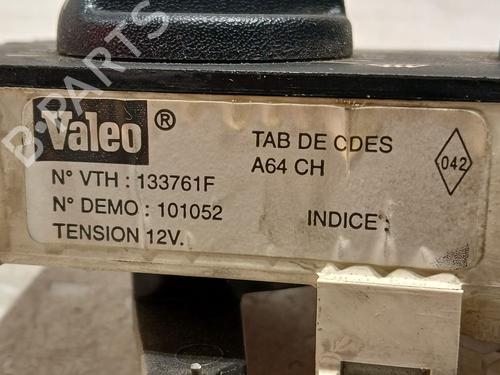 B-PARTS
Valeo ®
TAB DE CDES
A64 CH
042
N° VTH : 133761F
N° DEMO : 101052
INDICE :
TENSION 12V.